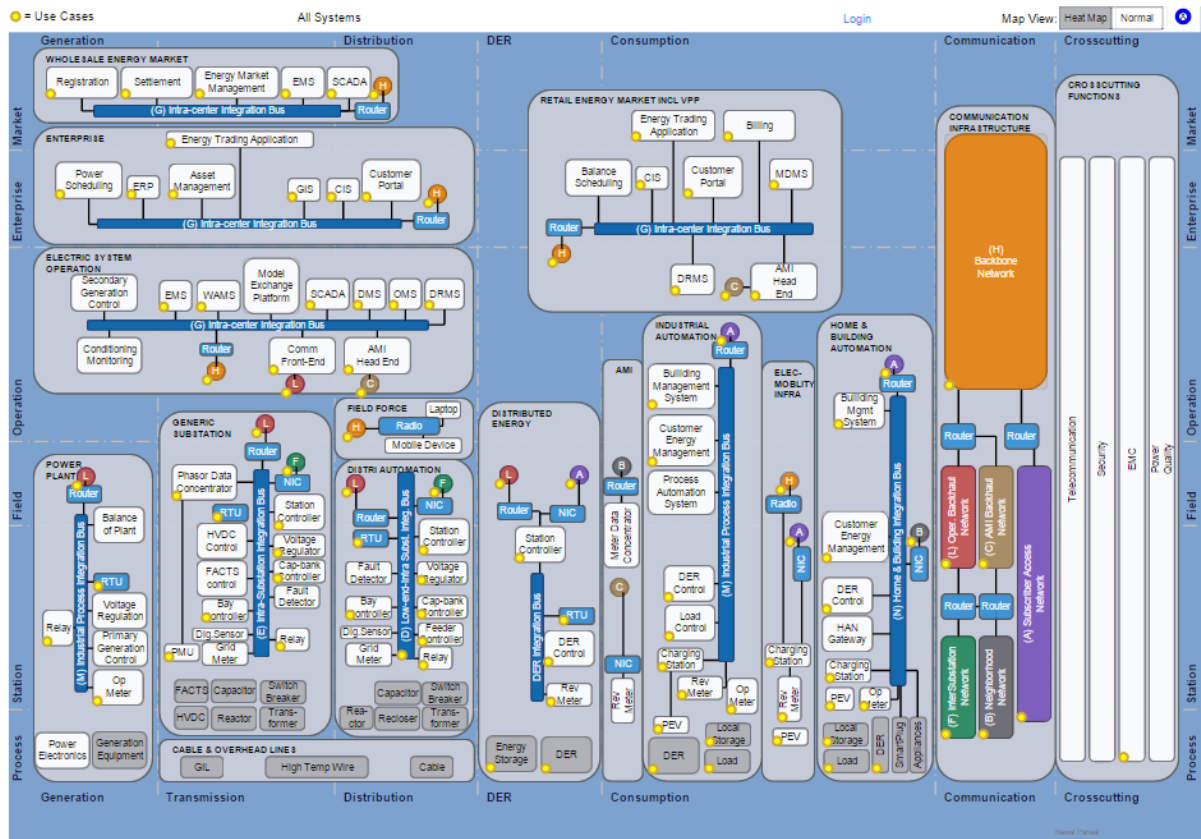 = Use Cases
All Systems
Login
Map View:
Heat Map
Normal
Generation
Distribution
DER
Consumption
Communication
Crosscutting
Market
Enterprise
Operation
Field
Station
Process
WHOLESALE ENERGY MARKET
Registration
Settlement
Energy Market
Management
EMS
SCADA
H
(G) Intra-center Integration Bus
Router
ENTERPRISE
Energy Trading Application
Power
Scheduling
ERP
Asset
Management
GIS
CIS
Customer
Portal
H
(G) Intra-center Integration Bus
Router
ELECTRIC SYSTEM
OPERATION
Secondary
Generation
Control
EMS
WAMS
Model
Exchange
Platform
SCADA
DMS
OMS
DRMS
(G) Intra-center Integration Bus
Conditioning
Monitoring
Router
H
Comm
Front-End
L
AMI
Head End
C
RETAIL ENERGY MARKET INCL VPP
Energy Trading
Application
Billing
Balance
Scheduling
CIS
Customer
Portal
MDMS
Router
H
(G) Intra-center Integration Bus
DRMS
C
AMI
Head
End
POWER
PLANT
L
Router
(M) Industrial Process Integration Bus
Balance
of Plant
RTU
Relay
Voltage
Regulation
Primary
Generation
Control
Op
Meter
Power
Electronics
Generation
Equipment
GENERIC
SUBSTATION
L
Router
F
NIC
Phasor Data
Concentrator
RTU
Station
Controller
HVDC
Control
Voltage
Regulator
FACTS
control
Cap-bank
Controller
Fault
Detector
Bay
Controller
(E) Intra-Substation Integration Bus
Dig.Sensor
Relay
PMU
Grid
Meter
FACTS
Capacitor
Switch
Breaker
HVDC
Reactor
Trans-
former
FIELD FORCE
Laptop
H
Radio
Mobile Device
DISTRI AUTOMATION
L
F
NIC
Router
RTU
Station
Controller
Fault
Detector
Voltage
Regulator
Bay
Controller
Cap-bank
Controller
Dig.Sensor
Feeder
Controller
Grid
Meter
Relay
(D) Low-end-Intra Subst. Integ. Bus
Capacitor
Switch
Breaker
Rea-
ctor
Recloser
Trans-
former
CABLE & OVERHEAD LINES
GIL
High Temp Wire
Cable
DISTRIBUTED
ENERGY
L
A
Router
NIC
Station
Controller
RTU
DER
Control
DER Integration Bus
Rev
Meter
Energy
Storage
DER
AMI
B
Router
Meter Data
Concentrator
C
NIC
Rev
Meter
INDUSTRIAL
AUTOMATION
A
Router
Builiding
Management
System
Customer
Energy
Management
Process
Automation
System
(M) Industrial Process Integration Bus
DER
Control
Load
Control
Charging
Station
Rev
Meter
Op
Meter
PEV
Local
Storage
DER
Load
ELEC-
MOBLITY
INFRA
H
Radio
A
NIC
Charging
Station
Rev
Meter
PEV
HOME &
BUILDING
AUTOMATION
A
Router
Builiding
Mgmt
System
Customer
Energy
Management
B
NIC
DER
Control
HAN
Gateway
(N) Home & Building Integration Bus
Charging
Station
PEV
Op
Meter
Local
Storage
Load
DER
SmartPlug
Appliances
COMMUNICATION
INFRASTRUCTURE
(H)
Backbone
Network
Router
Router
(L) Oper. Backhaul
Network
(C) AMI Backhaul
Network
(A) Subscriber Access
Network
Router
Router
(F) InterSubstation
Network
(B) Neighborhood
Network
CROSSCUTTING
FUNCTIONS
Telecommunication
Security
EMC
Power
Quality
Market
Enterprise
Operation
Field
Station
Process
Generation
Transmission
Distribution
DER
Consumption
Communication
Crosscutting